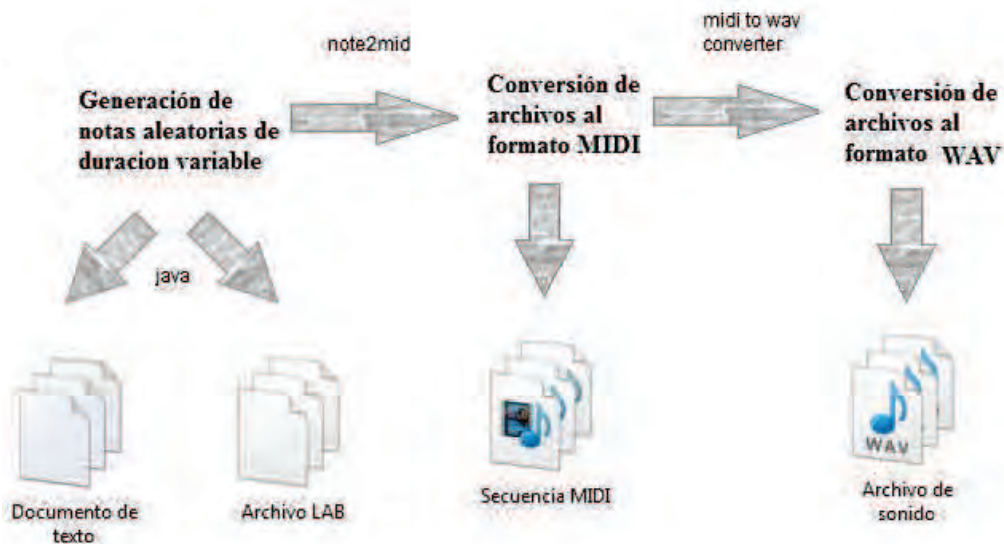 note2mid
midi to wav
converter
Generación de
notas aleatorias de
duracion variable
Conversión de
archivos al
formato MIDI
Conversión de
archivos al
formato WAV
java
WAV
Documento de
texto
Archivo LAB
Secuencia MIDI
Archivo de
sonido